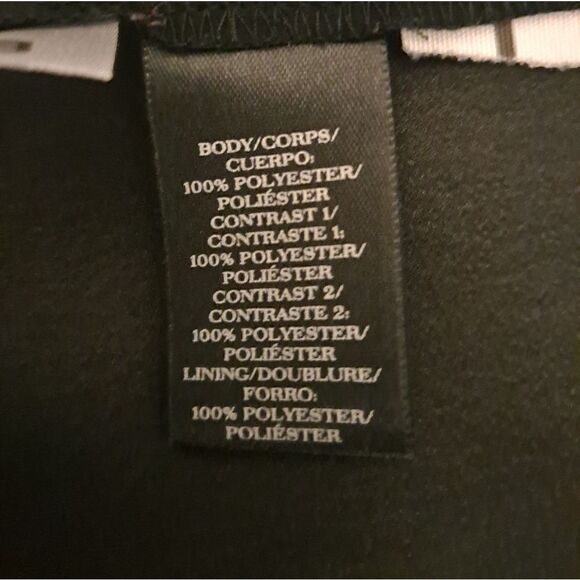 BODY/CORPS/
CUERPO:
100% POLYESTER/
POLIÉSTER
CONTRAST 1/
CONTRASTE 1:
100% POLYESTER/
POLIÉSTER
CONTRAST 2/
CONTRASTE 2:
100% POLYESTER/
POLIÉSTER
LINING/DOUBLURE/
FORRO:
100% POLYESTER/
POLIÉSTER